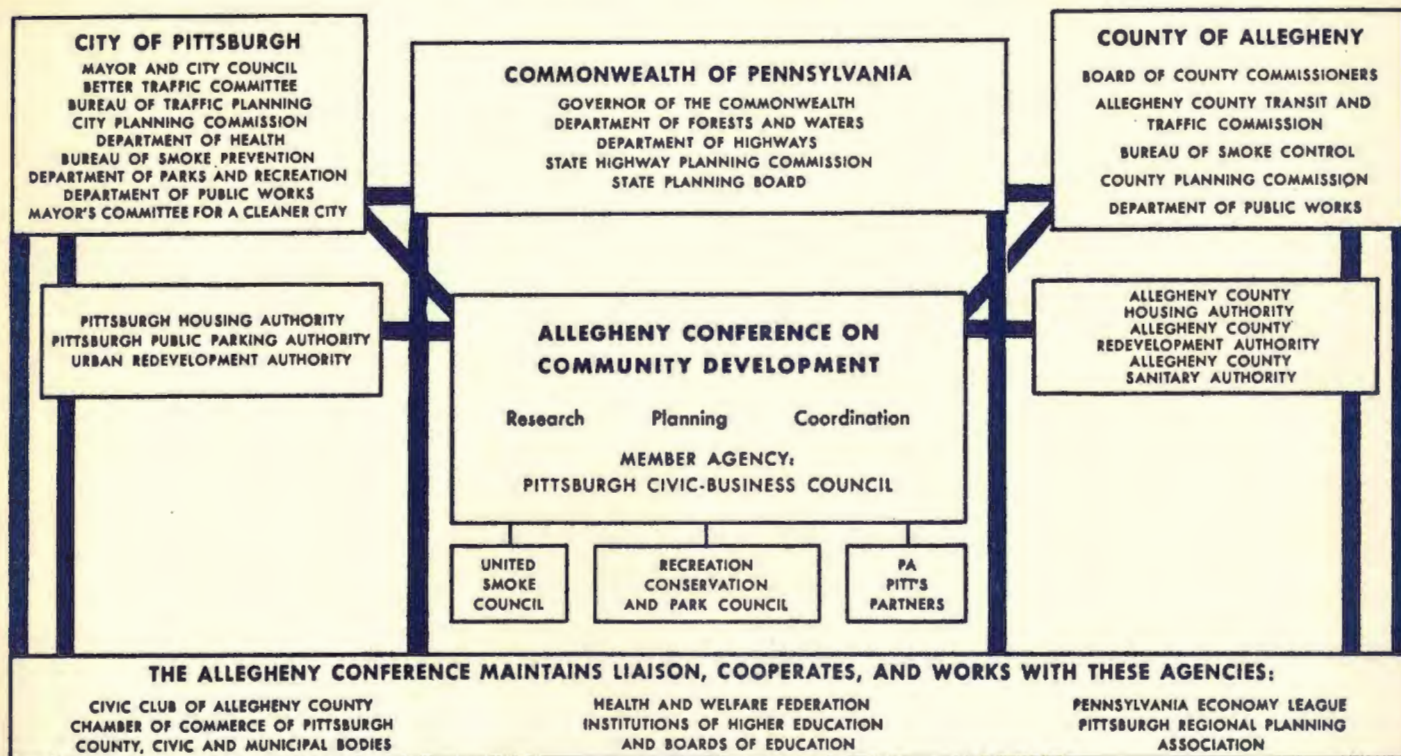 CITY OF PITTSBURGH
MAYOR AND CITY COUNCIL
BETTER TRAFFIC COMMITTEE
BUREAU OF TRAFFIC PLANNING
CITY PLANNING COMMISSION
DEPARTMENT OF HEALTH
BUREAU OF SMOKE PREVENTION
DEPARTMENT OF PARKS AND RECREATION
DEPARTMENT OF PUBLIC WORKS
MAYOR'S COMMITTEE FOR A CLEANER CITY
COMMONWEALTH OF PENNSYLVANIA
GOVERNOR OF THE COMMONWEALTH
DEPARTMENT OF FORESTS AND WATERS
DEPARTMENT OF HIGHWAYS
STATE HIGHWAY PLANNING COMMISSION
STATE PLANNING BOARD
COUNTY OF ALLEGHENY
BOARD OF COUNTY COMMISSIONERS
ALLEGHENY COUNTY TRANSIT AND
TRAFFIC COMMISSION
BUREAU OF SMOKE CONTROL
COUNTY PLANNING COMMISSION
DEPARTMENT OF PUBLIC WORKS
PITTSBURGH HOUSING AUTHORITY
PITTSBURGH PUBLIC PARKING AUTHORITY
URBAN REDEVELOPMENT AUTHORITY
ALLEGHENY CONFERENCE ON
COMMUNITY DEVELOPMENT
Research Planning Coordination
MEMBER AGENCY:
PITTSBURGH CIVIC-BUSINESS COUNCIL
ALLEGHENY COUNTY
HOUSING AUTHORITY
ALLEGHENY COUNTY
REDEVELOPMENT AUTHORITY
ALLEGHENY COUNTY
SANITARY AUTHORITY
UNITED
SMOKE
COUNCIL
RECREATION
CONSERVATION
AND PARK COUNCIL
PA
PITT'S
PARTNERS
THE ALLEGHENY CONFERENCE MAINTAINS LIAISON, COOPERATES, AND WORKS WITH THESE AGENCIES:
CIVIC CLUB OF ALLEGHENY COUNTY
CHAMBER OF COMMERCE OF PITTSBURGH
COUNTY, CIVIC AND MUNICIPAL BODIES
HEALTH AND WELFARE FEDERATION
INSTITUTIONS OF HIGHER EDUCATION
AND BOARDS OF EDUCATION
PENNSYLVANIA ECONOMY LEAGUE
PITTSBURGH REGIONAL PLANNING
ASSOCIATION